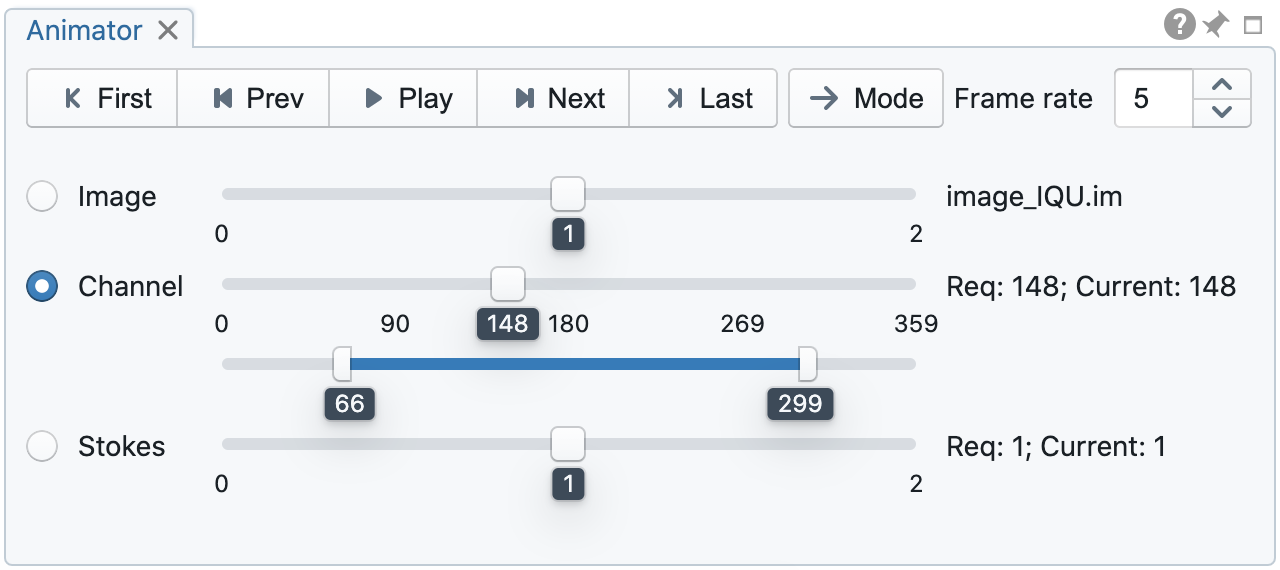 Animator
First Prev Play Next Last Mode Frame rate 5
Image image_IQU.im
0 1 2
Channel Req: 148; Current: 148
0 90 148 180 269 359
66 299
Stokes Req: 1; Current: 1
0 1 2